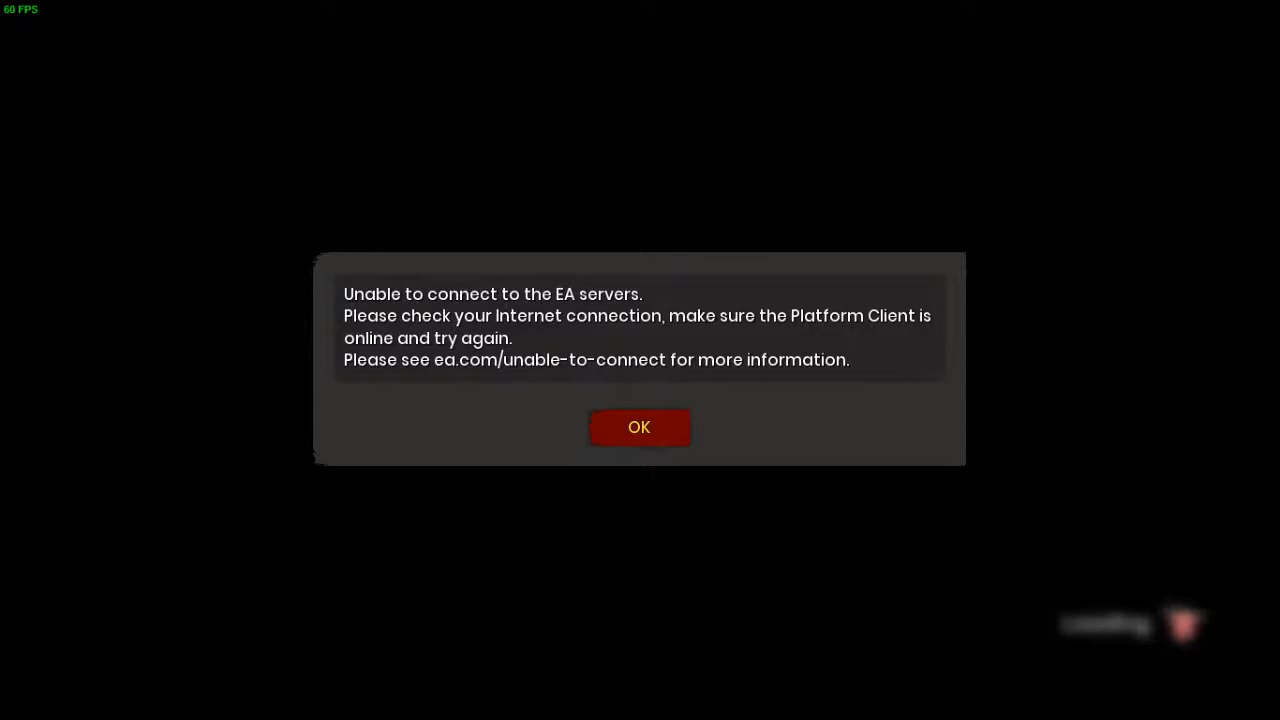 60 FPS
Unable to connect to the EA servers.
Please check your Internet connection, make sure the Platform Client is
online and try again.
Please see ea.com/unable-to-connect for more information.
OK